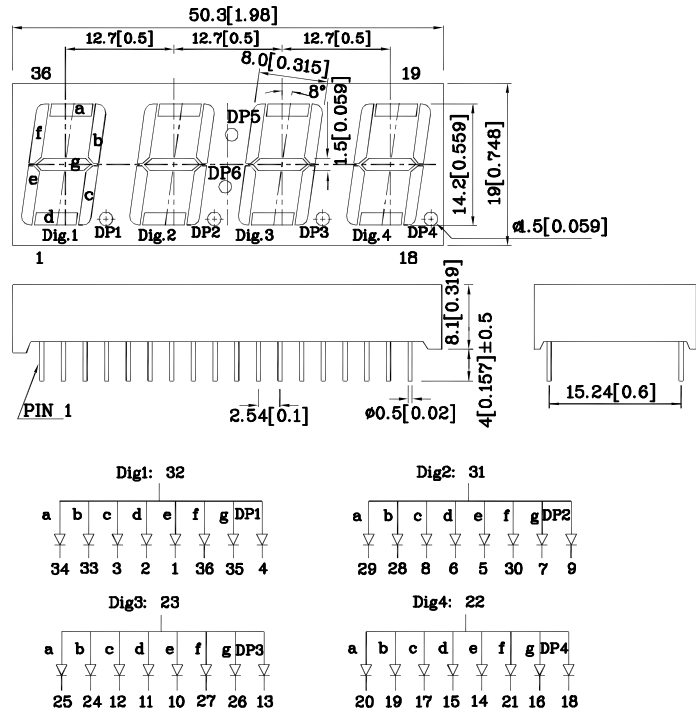 50.3[1.98]
12.7[0.5] 12.7[0.5] 12.7[0.5]
8.0[0.315]
36 19
8°
1.5[0.059]
a
f b
g
e c
d
DP5
DP6
Dig.1 DP1 Dig.2 DP2 Dig.3 DP3 Dig.4 DP4
14.2[0.559]
19[0.748]
ø1.5[0.059]
1 18
8.1[0.319]
4[0.157]±0.5
PIN 1
2.54[0.1]
ø0.5[0.02]
15.24[0.6]
Dig1: 32
a b c d e f g DP1
34 33 3 2 1 36 35 4
Dig2: 31
a b c d e f g DP2
29 28 8 6 5 30 7 9
Dig3: 23
a b c d e f g DP3
25 24 12 11 10 27 26 13
Dig4: 22
a b c d e f g DP4
20 19 17 15 14 21 16 18